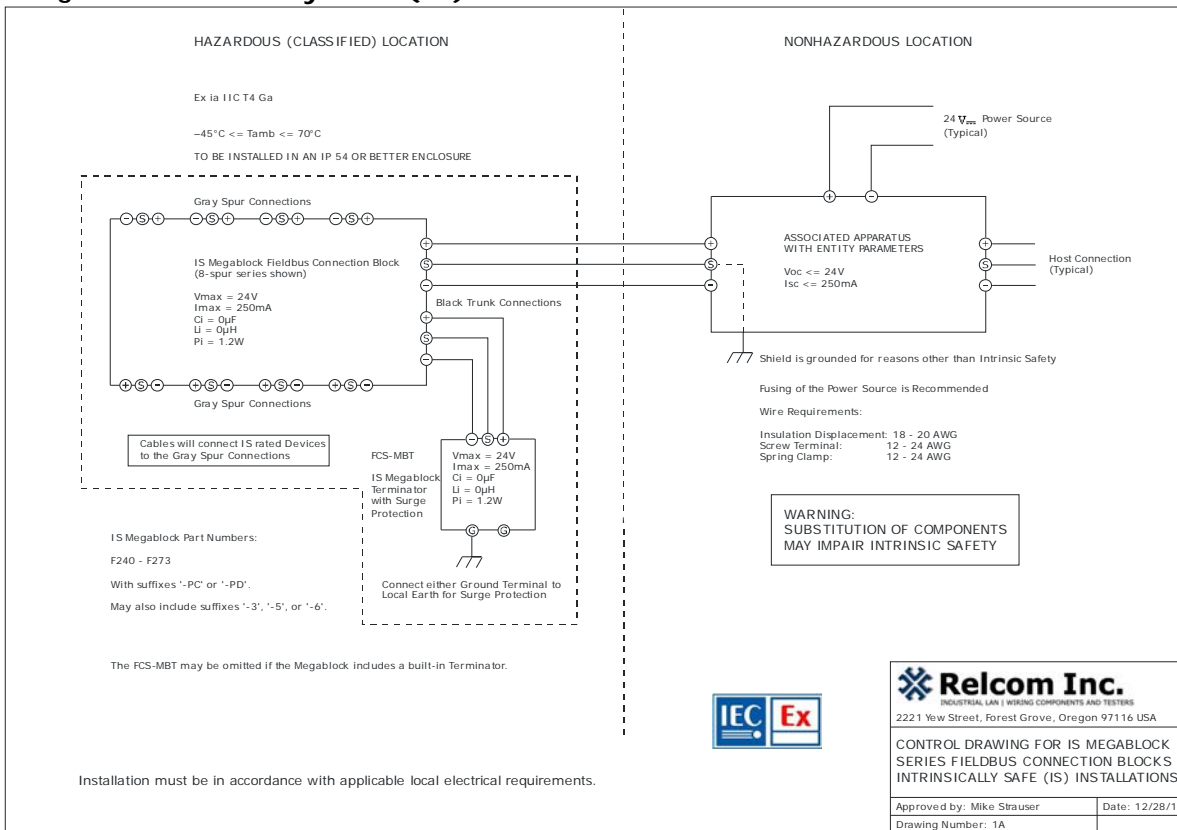 HAZARDOUS (CLASSIFIED) LOCATION
Ex ia IIC T4 Ga
–45°C <= Tamb <= 70°C
TO BE INSTALLED IN AN IP 54 OR BETTER ENCLOSURE
Gray Spur Connections
− S + − S + − S + − S +
IS Megablock Fieldbus Connection Block
(8-spur series shown)
Vmax = 24V
Imax = 250mA
Ci = 0µF
Li = 0µH
Pi = 1.2W
+
S
−
Black Trunk Connections
+
S
−
+ S − + S − + S − + S −
Gray Spur Connections
Cables will connect IS rated Devices
to the Gray Spur Connections
FCS-MBT
IS Megablock
Terminator
with Surge
Protection
− S +
Vmax = 24V
Imax = 250mA
Ci = 0µF
Li = 0µH
Pi = 1.2W
G G
Connect either Ground Terminal to
Local Earth for Surge Protection
IS Megablock Part Numbers:
F240 - F273
With suffixes '-PC' or '-PD'.
May also include suffixes '-3', '-5', or '-6'.
The FCS-MBT may be omitted if the Megablock includes a built-in Terminator.
Installation must be in accordance with applicable local electrical requirements.
NONHAZARDOUS LOCATION
24 V Power Source
(Typical)
+ −
+
S
−
ASSOCIATED APPARATUS
WITH ENTITY PARAMETERS
Voc <= 24V
Isc <= 250mA
+
S
−
Host Connection
(Typical)
Shield is grounded for reasons other than Intrinsic Safety
Fusing of the Power Source is Recommended
Wire Requirements:
Insulation Displacement: 18 - 20 AWG
Screw Terminal: 12 - 24 AWG
Spring Clamp: 12 - 24 AWG
WARNING:
SUBSTITUTION OF COMPONENTS
MAY IMPAIR INTRINSIC SAFETY
IEC Ex
Relcom Inc.
INDUSTRIAL LAN | WIRING COMPONENTS AND TESTERS
2221 Yew Street, Forest Grove, Oregon 97116 USA
CONTROL DRAWING FOR IS MEGABLOCK
SERIES FIELDBUS CONNECTION BLOCKS
INTRINSICALLY SAFE (IS) INSTALLATIONS
Approved by: Mike Strauser
Date: 12/28/1
Drawing Number: 1A